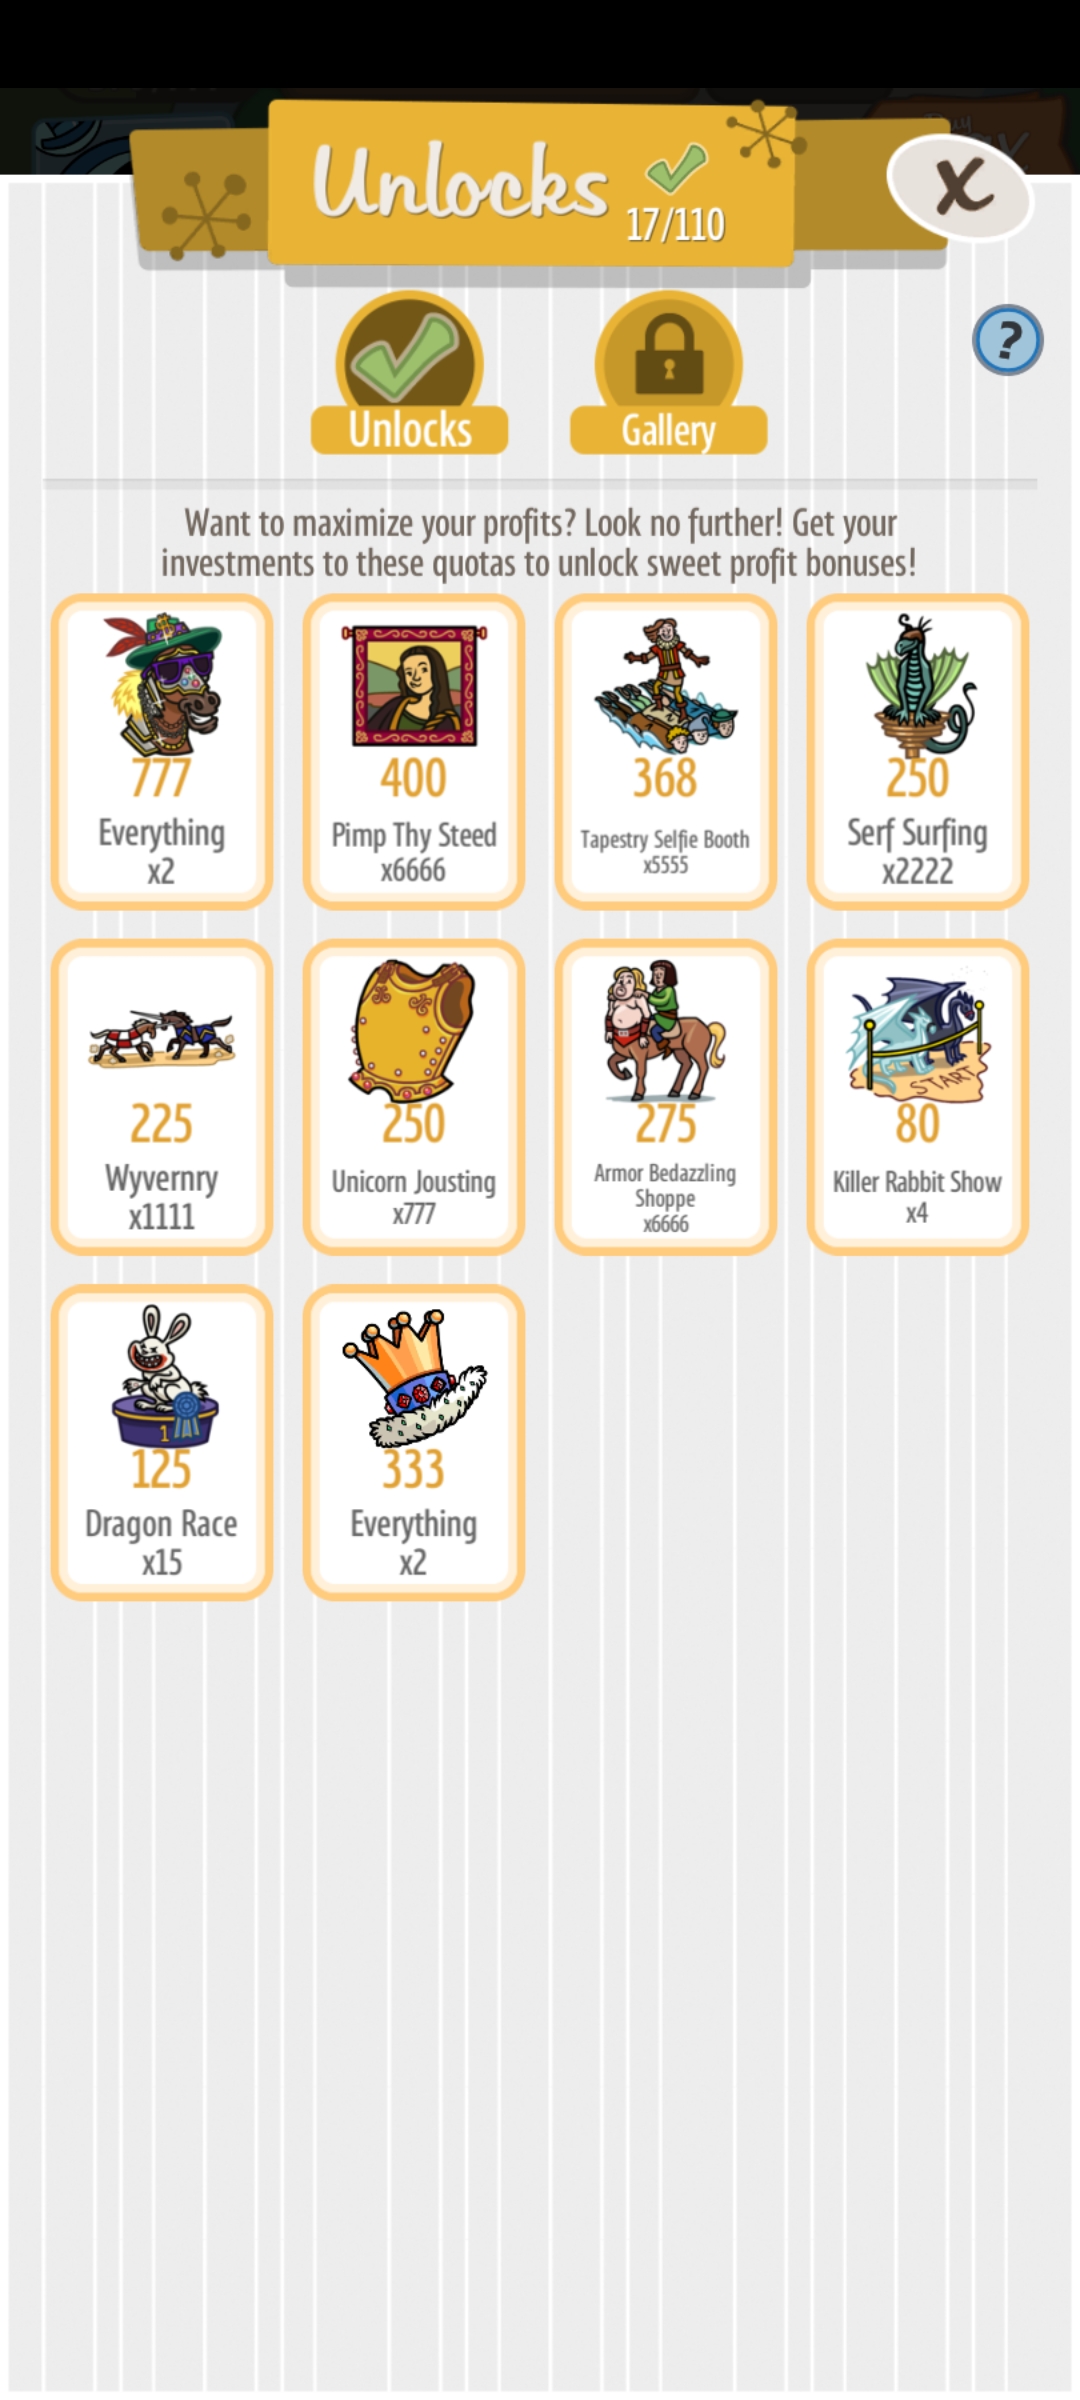 Unlocks
17/110
X
?
Unlocks
Gallery
Want to maximize your profits? Look no further! Get your
investments to these quotas to unlock sweet profit bonuses!
777
Everything
x2
400
Pimp Thy Steed
x6666
368
Tapestry Selfie Booth
x5555
250
Serf Surfing
x2222
225
Wyvernry
x1111
250
Unicorn Jousting
x777
275
Armor Bedazzling
Shoppe
x6666
START
80
Killer Rabbit Show
x4
1
125
Dragon Race
x15
333
Everything
x2